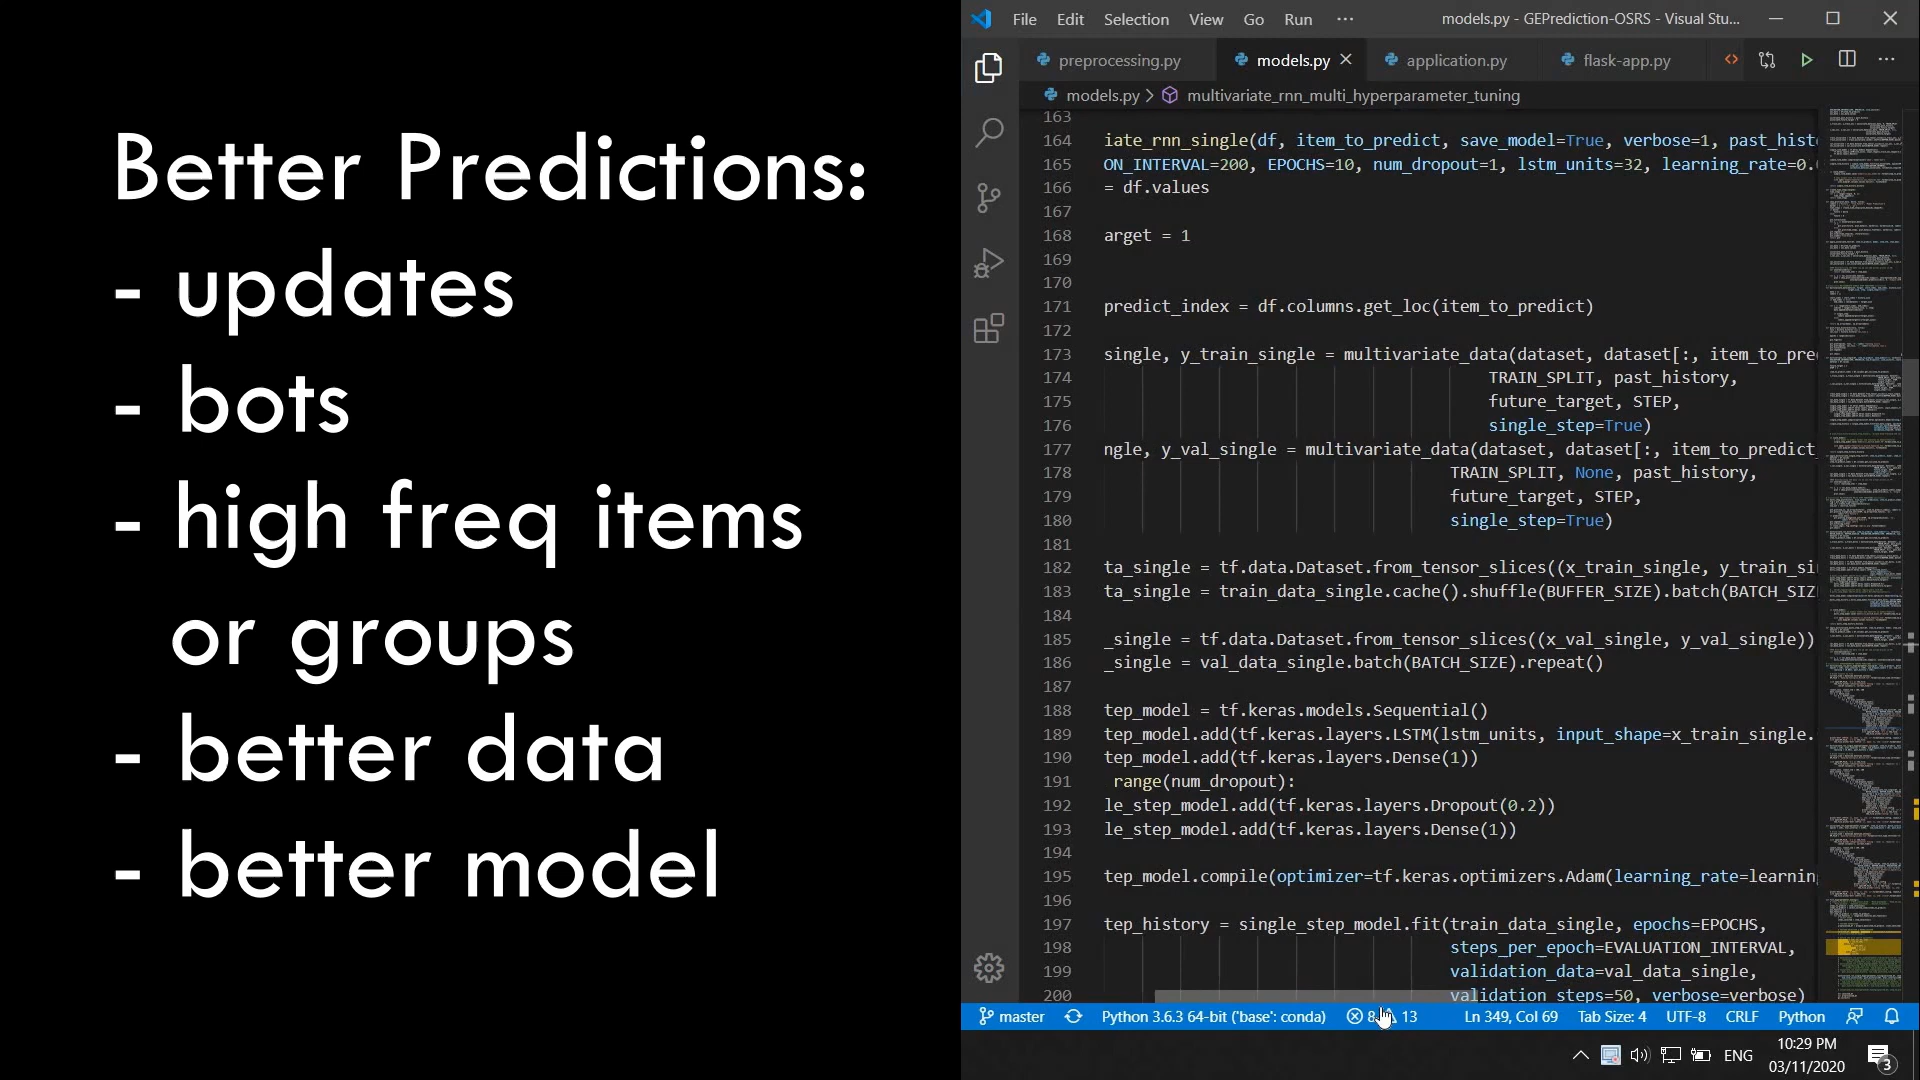 Better Predictions:
- updates
- bots
- high freq items
or groups
- better data
- better model
File Edit Selection View Go Run ··· models.py - GEPrediction-OSRS - Visual Stu...
preprocessing.py models.py application.py flask-app.py
models.py > multivariate_rnn_multi_hyperparameter_tuning
163
164 iate_rnn_single(df, item_to_predict, save_model=True, verbose=1, past_histo
165 ON_INTERVAL=200, EPOCHS=10, num_dropout=1, lstm_units=32, learning_rate=0.
166 = df.values
167
168 arget = 1
169
170
171 predict_index = df.columns.get_loc(item_to_predict)
172
173 single, y_train_single = multivariate_data(dataset, dataset[:, item_to_pre
174 TRAIN_SPLIT, past_history,
175 future_target, STEP,
176 single_step=True)
177 ngle, y_val_single = multivariate_data(dataset, dataset[:, item_to_predict_
178 TRAIN_SPLIT, None, past_history,
179 future_target, STEP,
180 single_step=True)
181
182 ta_single = tf.data.Dataset.from_tensor_slices((x_train_single, y_train_si
183 ta_single = train_data_single.cache().shuffle(BUFFER_SIZE).batch(BATCH_SIZ
184
185 _single = tf.data.Dataset.from_tensor_slices((x_val_single, y_val_single))
186 _single = val_data_single.batch(BATCH_SIZE).repeat()
187
188 tep_model = tf.keras.models.Sequential()
189 tep_model.add(tf.keras.layers.LSTM(lstm_units, input_shape=x_train_single.
190 tep_model.add(tf.keras.layers.Dense(1))
191 range(num_dropout):
192 le_step_model.add(tf.keras.layers.Dropout(0.2))
193 le_step_model.add(tf.keras.layers.Dense(1))
194
195 tep_model.compile(optimizer=tf.keras.optimizers.Adam(learning_rate=learnin
196
197 tep_history = single_step_model.fit(train_data_single, epochs=EPOCHS,
198 steps_per_epoch=EVALUATION_INTERVAL,
199 validation_data=val_data_single,
200 validation_steps=50, verbose=verbose)
master Python 3.6.3 64-bit ('base': conda) 13 Ln 349, Col 69 Tab Size: 4 UTF-8 CRLF Python
ENG 10:29 PM
03/11/2020 3